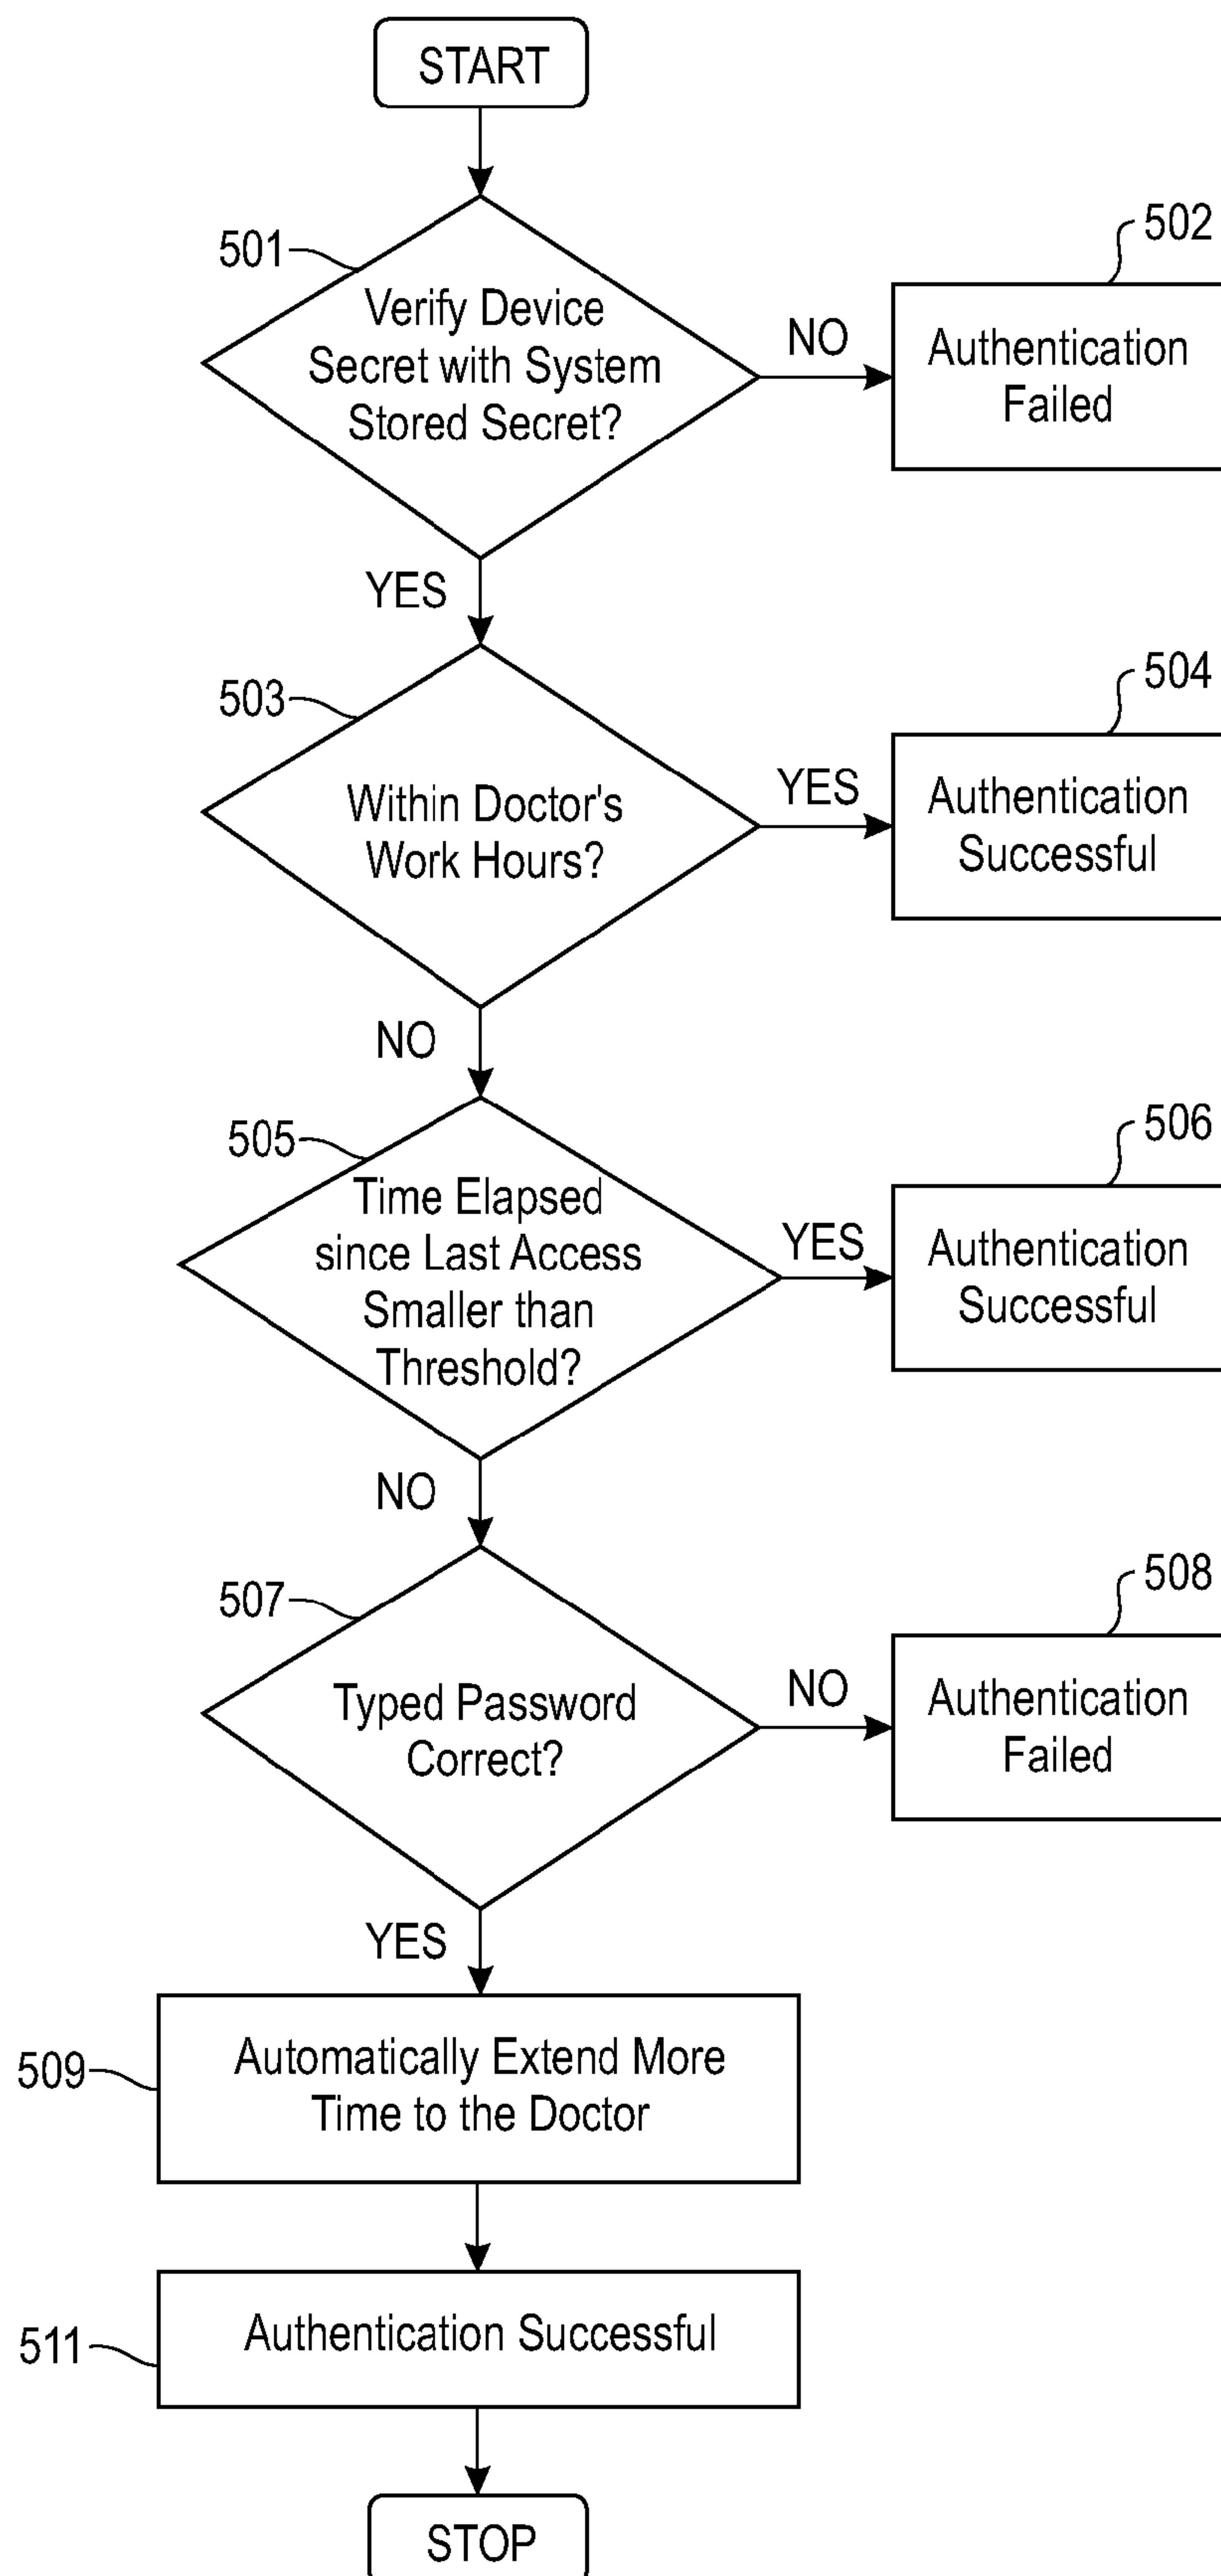 START
501
Verify Device
Secret with System
Stored Secret?
NO
502
Authentication
Failed
YES
503
Within Doctor's
Work Hours?
YES
504
Authentication
Successful
NO
505
Time Elapsed
since Last Access
Smaller than
Threshold?
YES
506
Authentication
Successful
NO
507
Typed Password
Correct?
NO
508
Authentication
Failed
YES
509
Automatically Extend More
Time to the Doctor
511
Authentication Successful
STOP